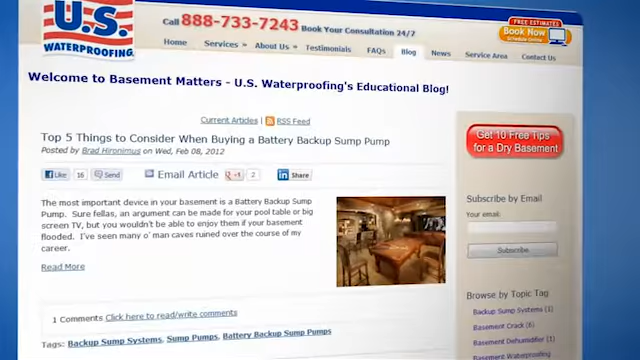 U.S.
WATERPROOFING
Call 888-733-7243 Book Your Consultation 24/7
FREE ESTIMATES
Book Now
Schedule Online
Home Services » About Us » Testimonials FAQs Blog News Service Area Contact Us
Welcome to Basement Matters - U.S. Waterproofing's Educational Blog!
Current Articles | RSS Feed
Top 5 Things to Consider When Buying a Battery Backup Sump Pump
Posted by Brad Hironimus on Wed, Feb 08, 2012
Like 16 Send Email Article +1 2 in Share
The most important device in your basement is a Battery Backup Sump
Pump. Sure fellas, an argument can be made for your pool table or big
screen TV, but you wouldn't be able to enjoy them if your basement
flooded. I've seen many o' man caves ruined over the course of my
career.
Read More
1 Comments Click here to read/write comments
Tags: Backup Sump Systems, Sump Pumps, Battery Backup Sump Pumps
Get 10 Free Tips
for a Dry Basement
Subscribe by Email
Your email:
Subscribe
Browse by Topic Tag
Backup Sump Systems (1)
Basement Crack (6)
Basement Dehumidifier (1)
Basement Waterproofing